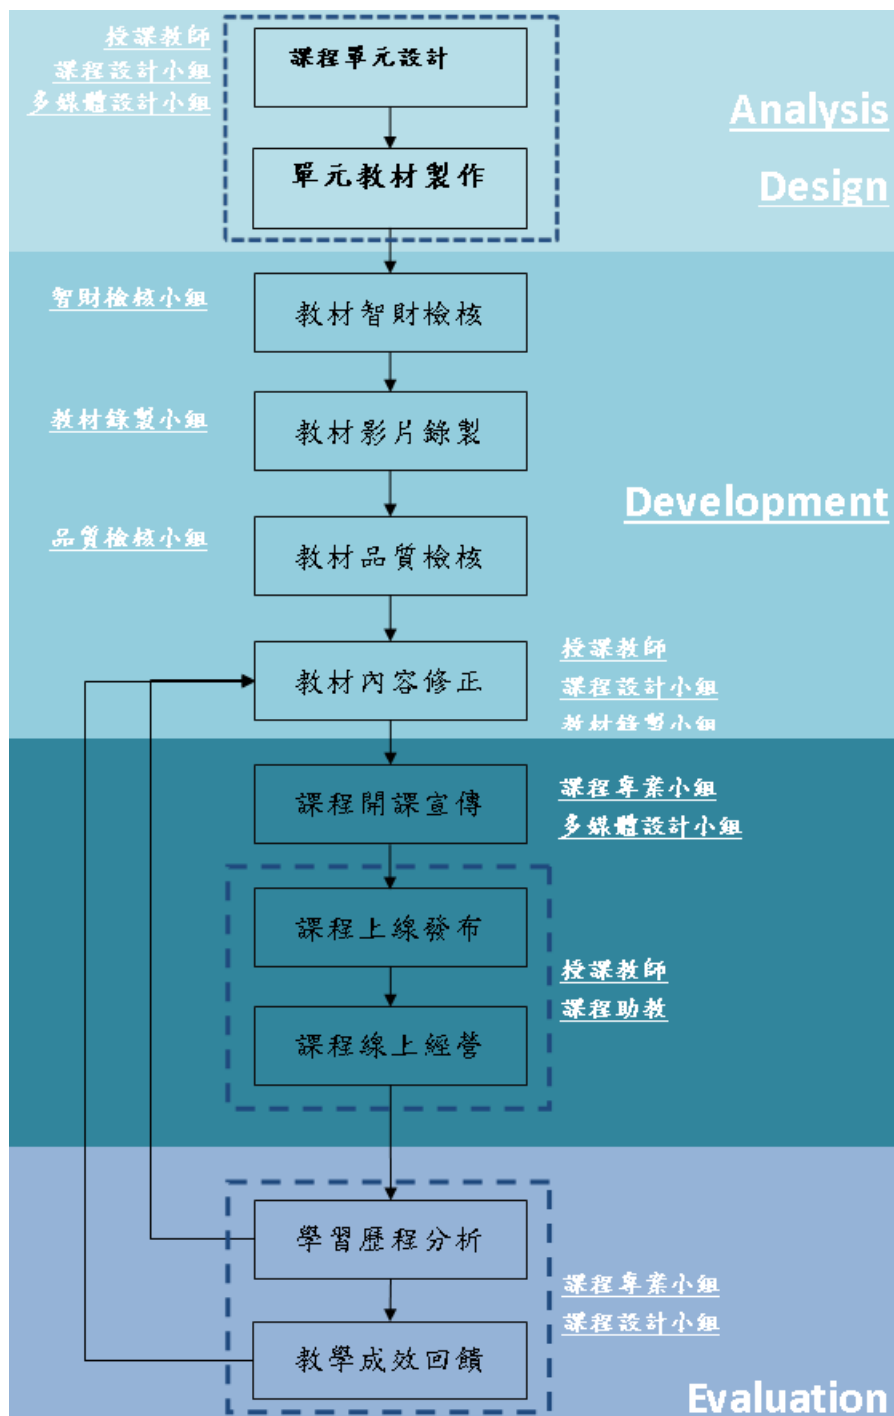 授課教師
課程設計小組
多媒體設計小組
課程單元設計
單元教材製作
Analysis
Design
智財檢核小組
教材智財檢核
教材錄製小組
教材影片錄製
Development
品質檢核小組
教材品質檢核
教材內容修正
授課教師
課程設計小組
教材錄製小組
課程開課宣傳
課程專案小組
多媒體設計小組
課程上線發布
課程線上經營
授課教師
課程助教
學習歷程分析
教學成效回饋
課程專案小組
課程設計小組
Evaluation